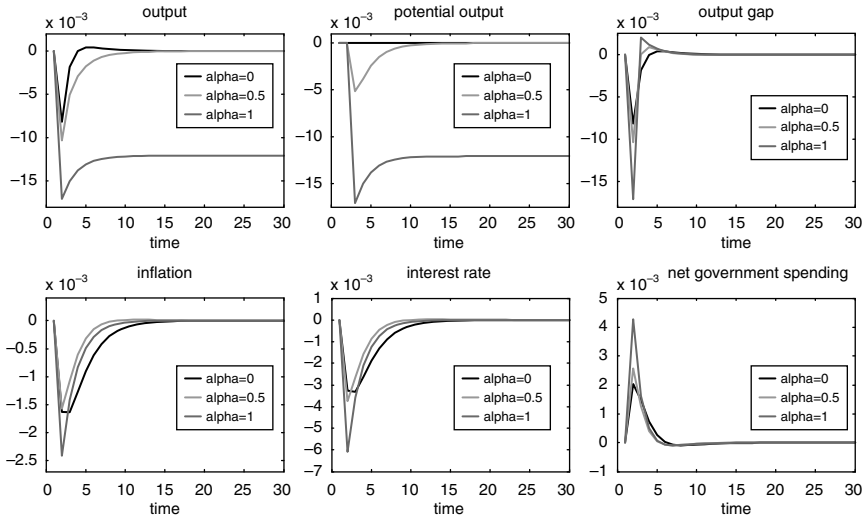 output
× 10⁻³
0
−5
−10
−15
alpha=0
alpha=0.5
alpha=1
0 5 10 15 20 25 30
time
potential output
× 10⁻³
0
−5
−10
−15
alpha=0
alpha=0.5
alpha=1
0 5 10 15 20 25 30
time
output gap
× 10⁻³
0
−5
−10
−15
alpha=0
alpha=0.5
alpha=1
0 5 10 15 20 25 30
time
inflation
× 10⁻³
0
−0.5
−1
−1.5
−2
−2.5
alpha=0
alpha=0.5
alpha=1
0 5 10 15 20 25 30
time
interest rate
× 10⁻³
1
0
−1
−2
−3
−4
−5
−6
−7
alpha=0
alpha=0.5
alpha=1
0 5 10 15 20 25 30
time
net government spending
× 10⁻³
5
4
3
2
1
0
−1
alpha=0
alpha=0.5
alpha=1
0 5 10 15 20 25 30
time